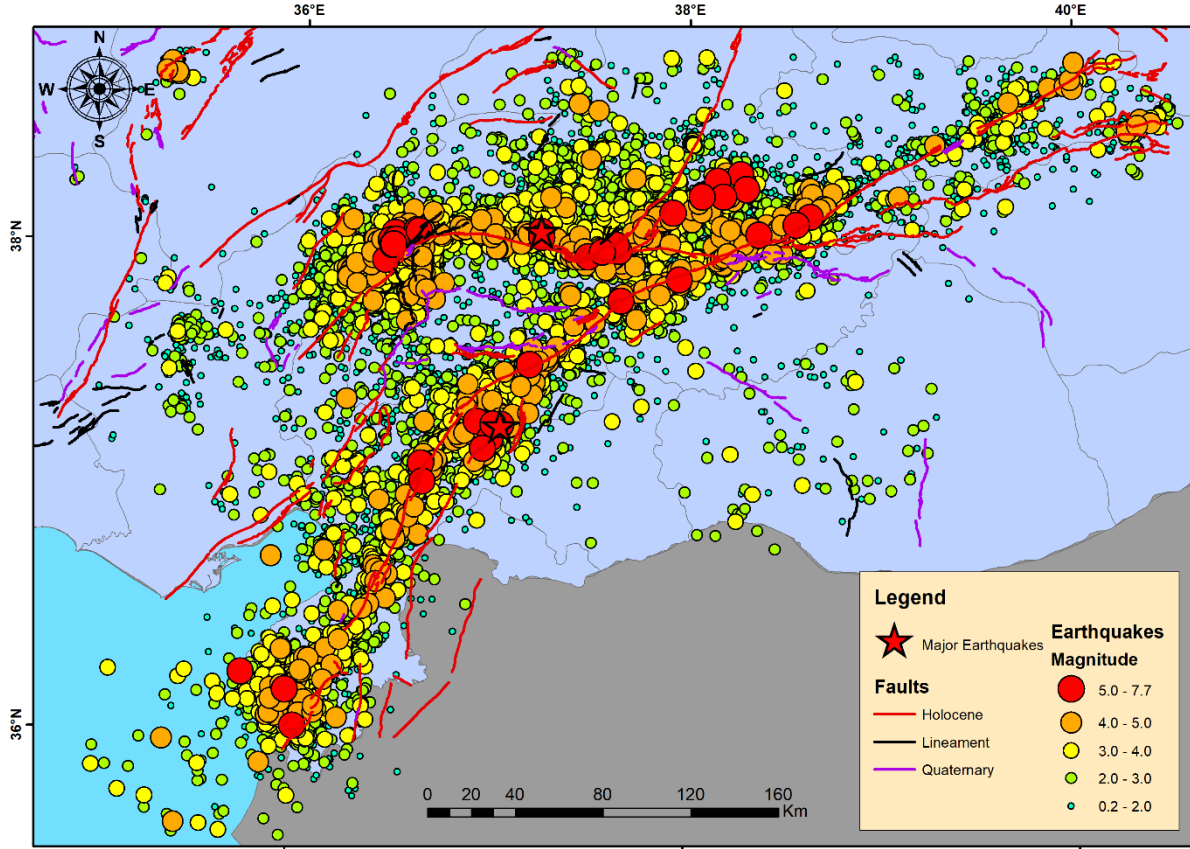 36°E 38°E 40°E
N
W E
S
38°N
38°N
36°N
36°N
Legend
Major Earthquakes
Faults
Holocene
Lineament
Quaternary
Earthquakes
Magnitude
5.0 - 7.7
4.0 - 5.0
3.0 - 4.0
2.0 - 3.0
0.2 - 2.0
0 20 40 80 120 160
Km